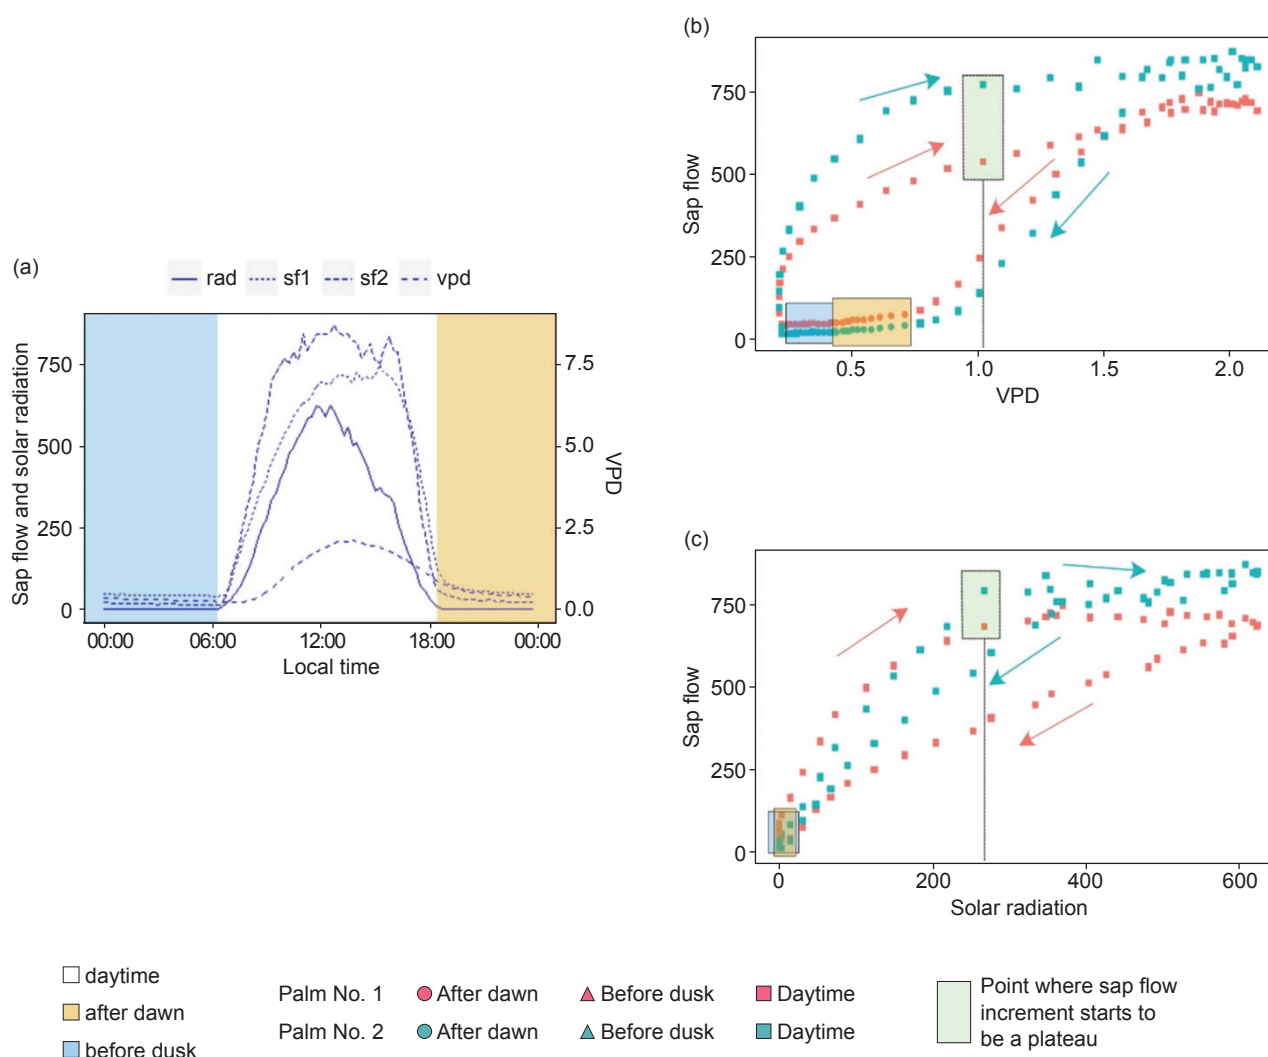 (a)
rad sf1 sf2 vpd
Sap flow and solar radiation
750
500
250
0
7.5
5.0
2.5
0.0
VPD
00:00 06:00 12:00 18:00 00:00
Local time
(b)
Sap flow
750
500
250
0
0.5 1.0 1.5 2.0
VPD
(c)
Sap flow
750
500
250
0
0 200 400 600
Solar radiation
daytime
after dawn
before dusk
Palm No. 1 After dawn Before dusk Daytime
Palm No. 2 After dawn Before dusk Daytime
Point where sap flow
increment starts to
be a plateau